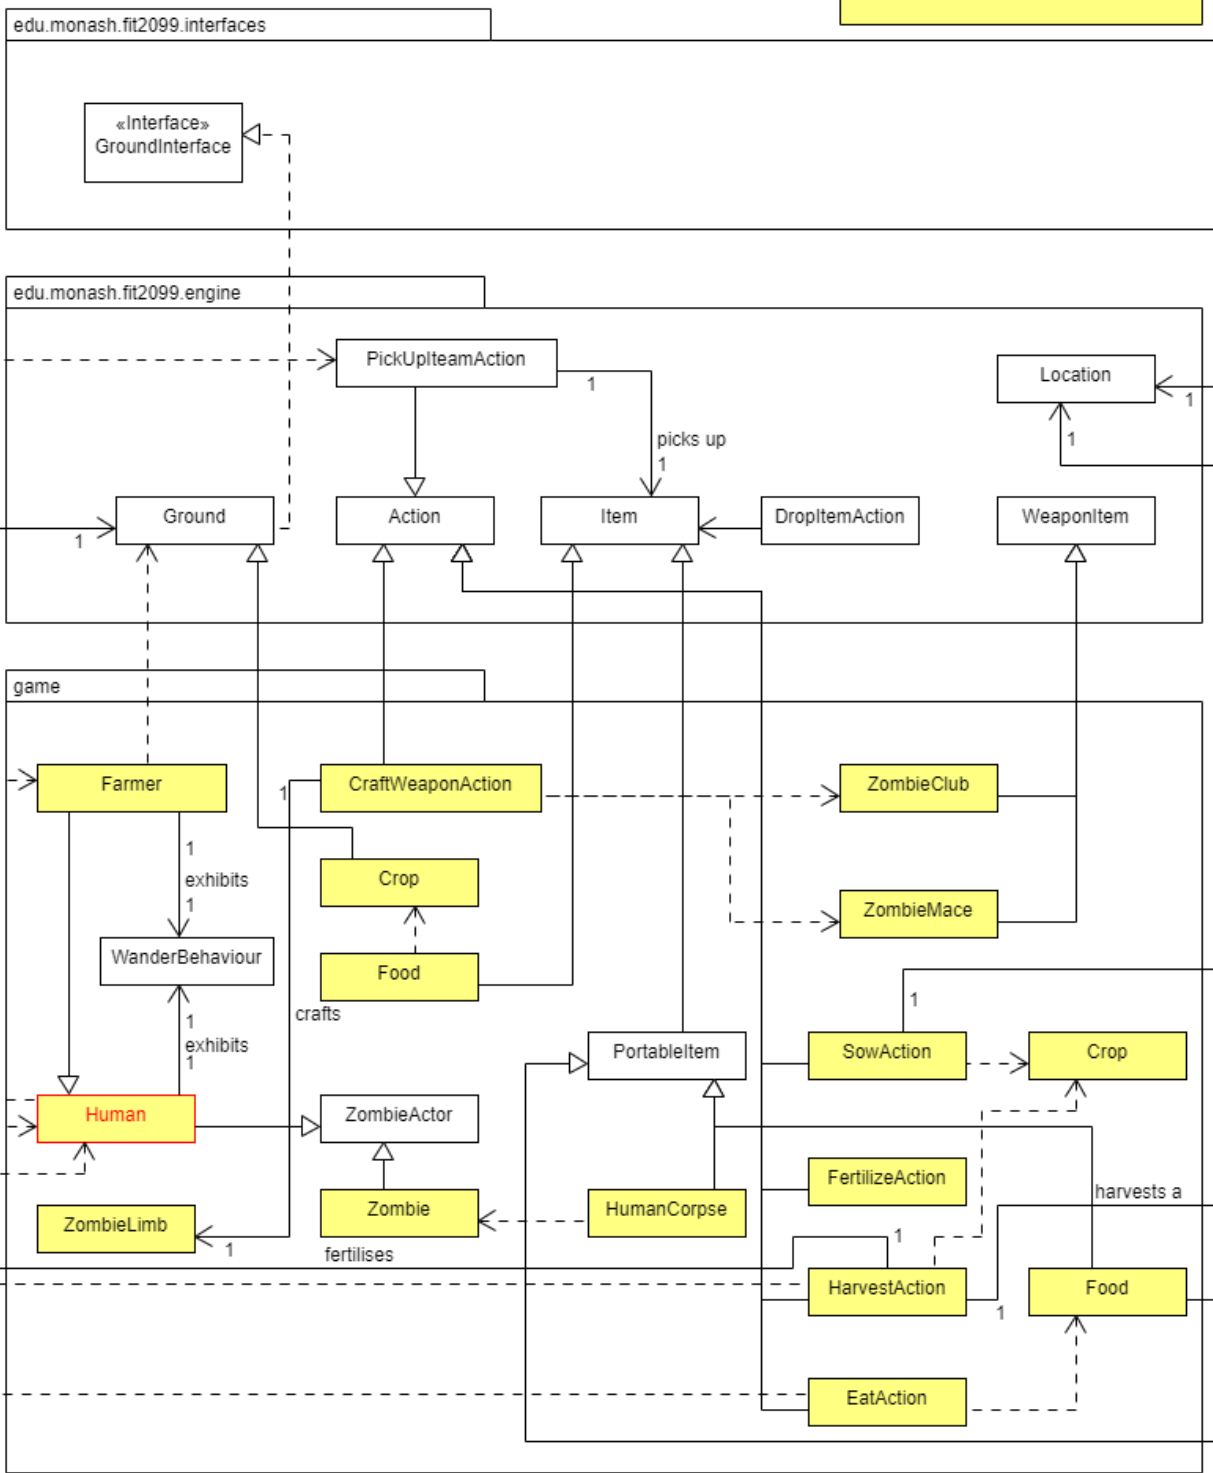 edu.monash.fit2099.interfaces
«Interface»
GroundInterface
edu.monash.fit2099.engine
PickUpIteamAction
1
Location
1
1
picks up
1
Ground
Action
Item
DropItemAction
WeaponItem
1
game
Farmer
CraftWeaponAction
ZombieClub
1
1
exhibits
1
Crop
ZombieMace
WanderBehaviour
Food
crafts
1
exhibits
1
1
PortableItem
SowAction
Crop
Human
ZombieActor
FertilizeAction
harvests a
ZombieLimb
Zombie
HumanCorpse
1
fertilises
1
HarvestAction
Food
1
EatAction